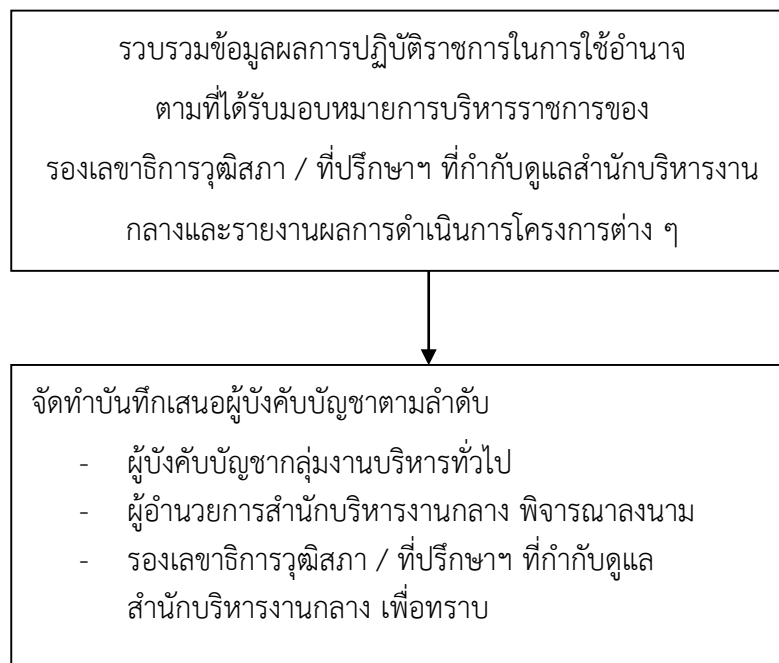 รวบรวมข้อมูลผลการปฏิบัติราชการในการใช้อำนาจ
ตามที่ได้รับมอบหมายการบริหารราชการของ
รองเลขาธิการวุฒิสภา / ที่ปรึกษาฯ ที่กำกับดูแลสำนักบริหารงาน
กลางและรายงานผลการดำเนินการโครงการต่าง ๆ
จัดทำบันทึกเสนอผู้บังคับบัญชาตามลำดับ
- ผู้บังคับบัญชากลุ่มงานบริหารทั่วไป
- ผู้อำนวยการสำนักบริหารงานกลาง พิจารณาลงนาม
- รองเลขาธิการวุฒิสภา / ที่ปรึกษาฯ ที่กำกับดูแล
สำนักบริหารงานกลาง เพื่อทราบ